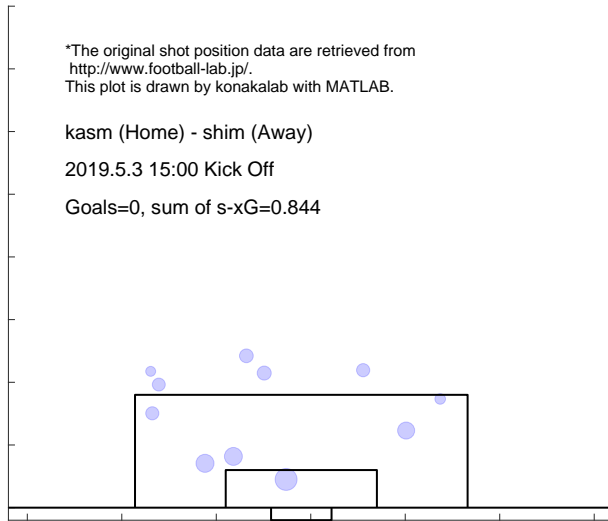 *The original shot position data are retrieved from
http://www.football-lab.jp/.
This plot is drawn by konakalab with MATLAB.
kasm (Home) - shim (Away)
2019.5.3 15:00 Kick Off
Goals=0, sum of s-xG=0.844